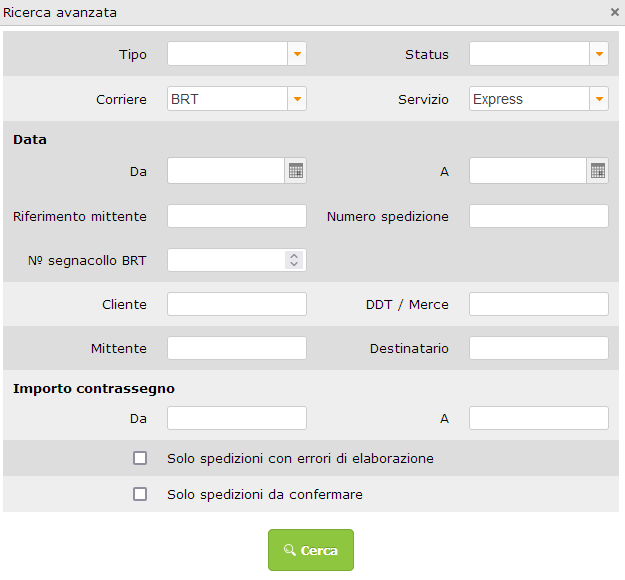 Ricerca avanzata ×
Tipo Status
Corriere BRT Servizio Express
Data
Da A
Riferimento mittente Numero spedizione
Nº segnacollo BRT
Cliente DDT / Merce
Mittente Destinatario
Importo contrassegno
Da A
Solo spedizioni con errori di elaborazione
Solo spedizioni da confermare
Cerca